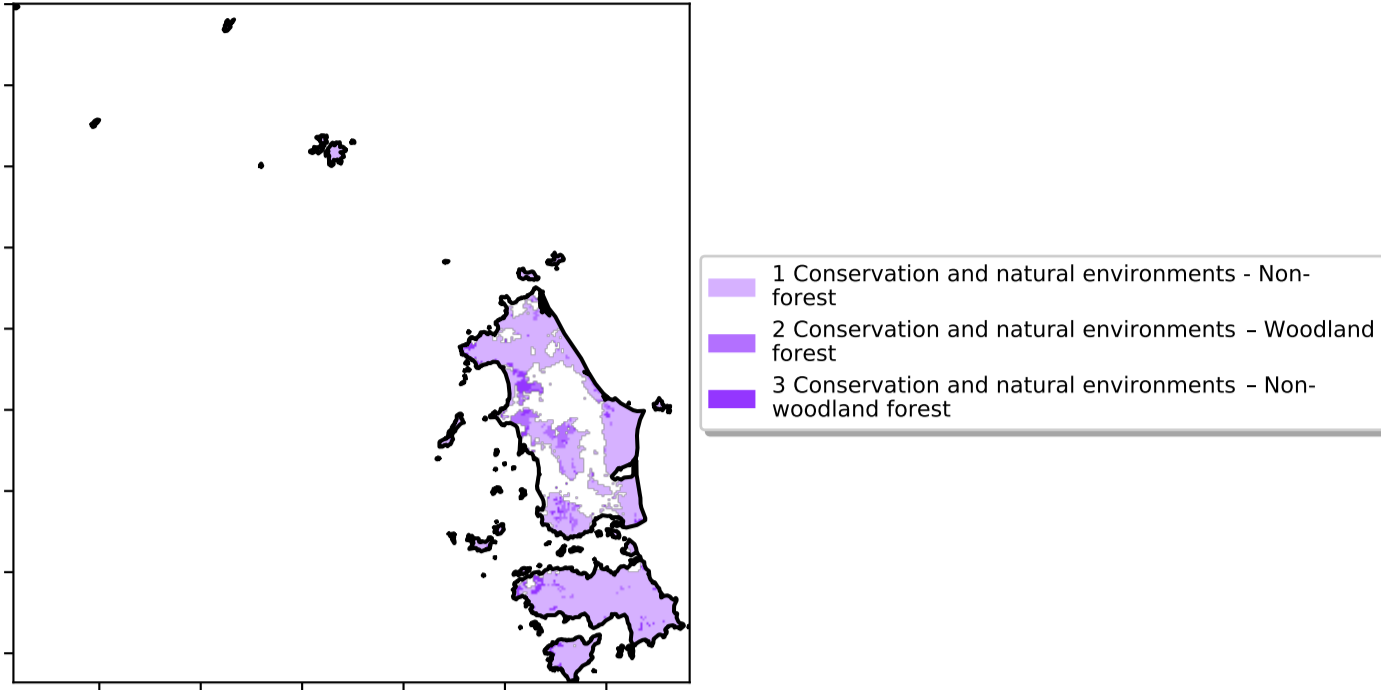 1 Conservation and natural environments - Non-
forest
2 Conservation and natural environments – Woodland
forest
3 Conservation and natural environments – Non-
woodland forest